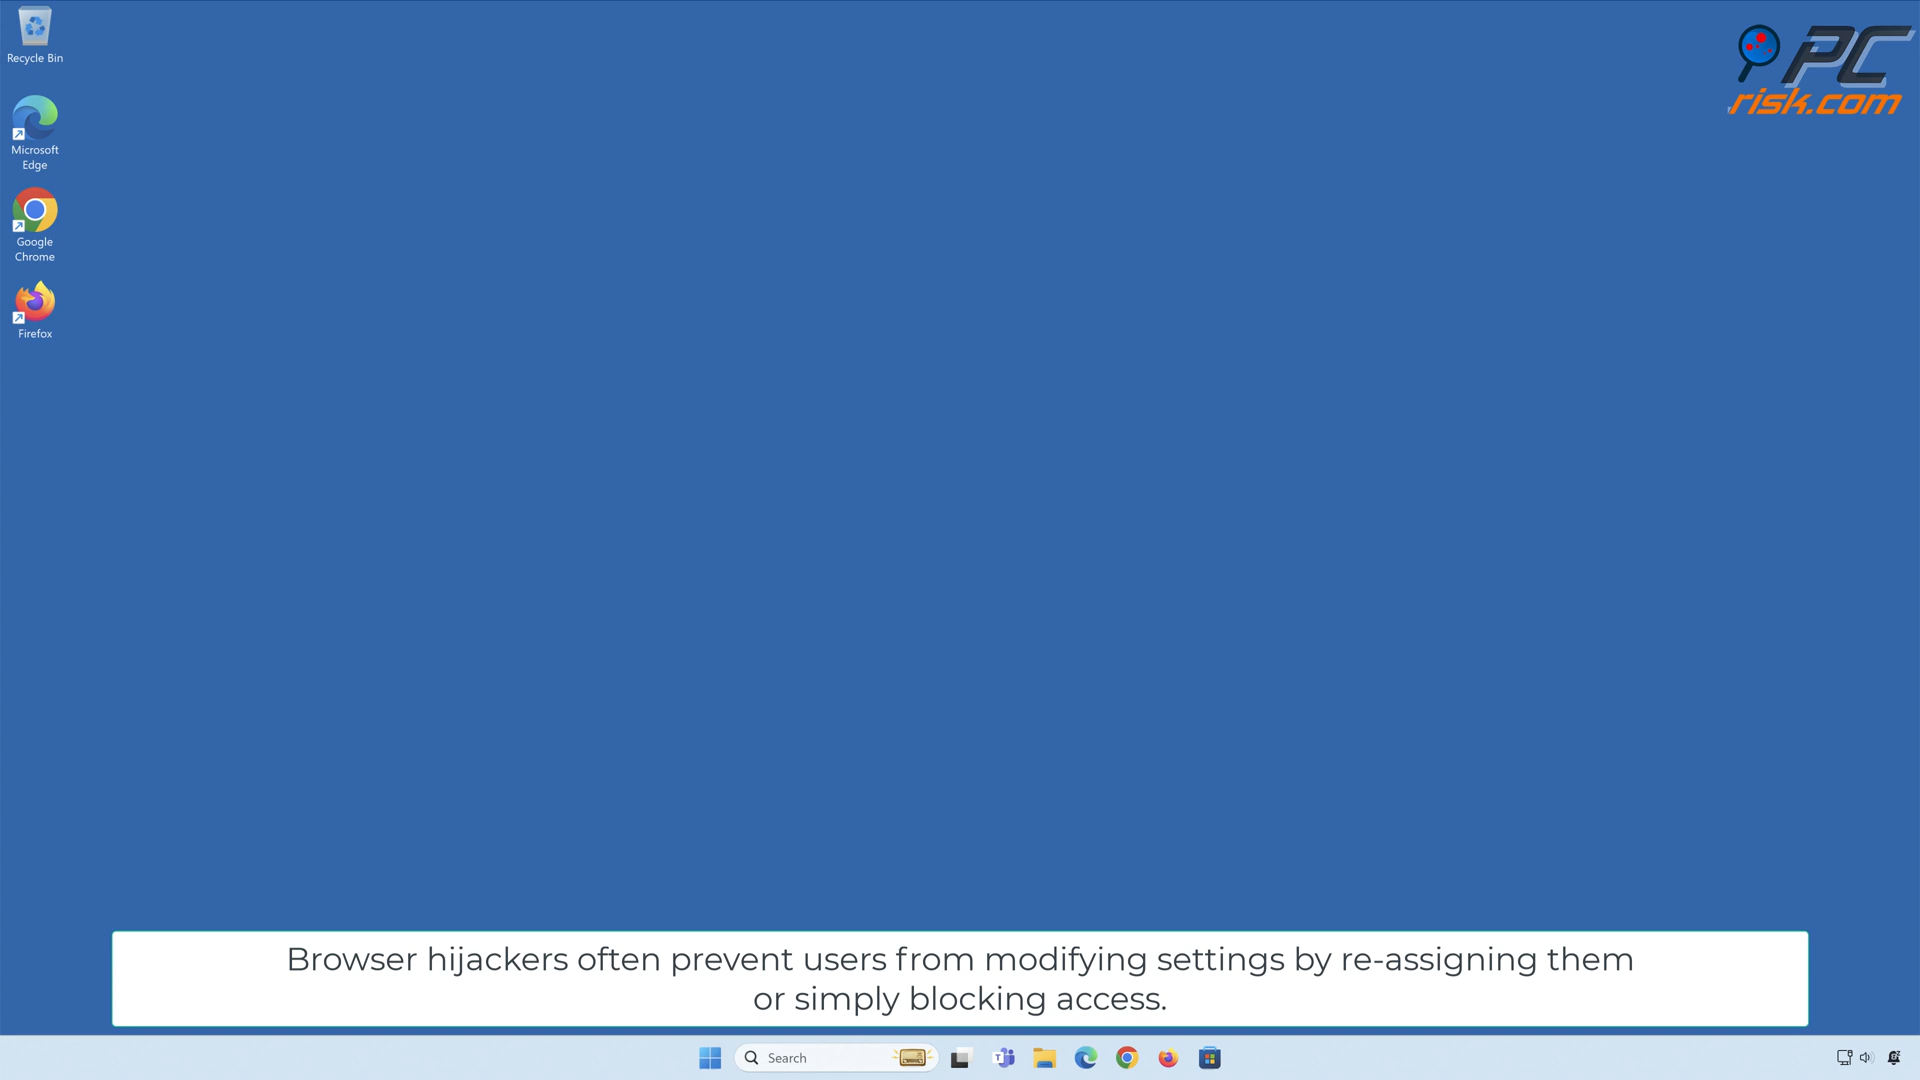 Recycle Bin
Microsoft
Edge
Google
Chrome
Firefox
PC
risk.com
Browser hijackers often prevent users from modifying settings by re-assigning them
or simply blocking access.
Search